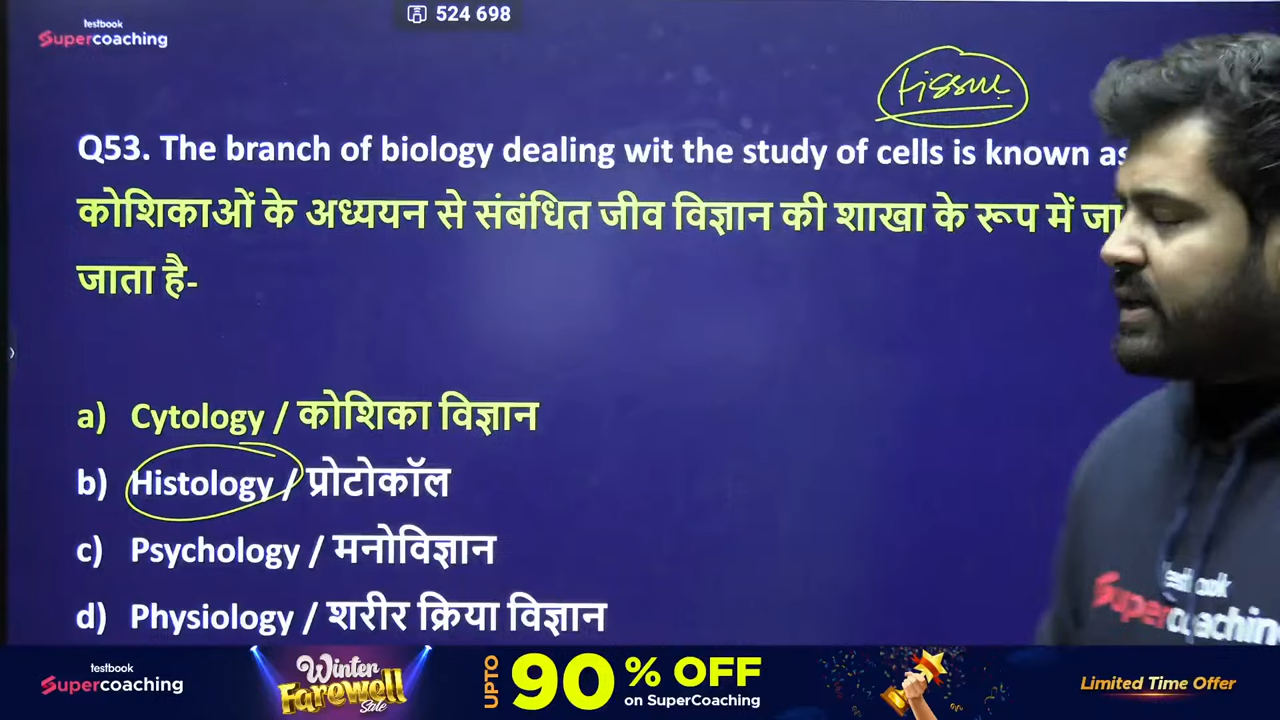 524 698
testbook
Supercoaching
tissue
Q53. The branch of biology dealing wit the study of cells is known as
कोशिकाओं के अध्ययन से संबंधित जीव विज्ञान की शाखा के रूप में जा
जाता है-
a) Cytology / कोशिका विज्ञान
b) Histology / प्रोटोकॉल
c) Psychology / मनोविज्ञान
d) Physiology / शरीर क्रिया विज्ञान
testbook
Supercoaching
testbook
Supercoaching
Winter
Farewell
Sale
UPTO
90% OFF
on SuperCoaching
Limited Time Offer